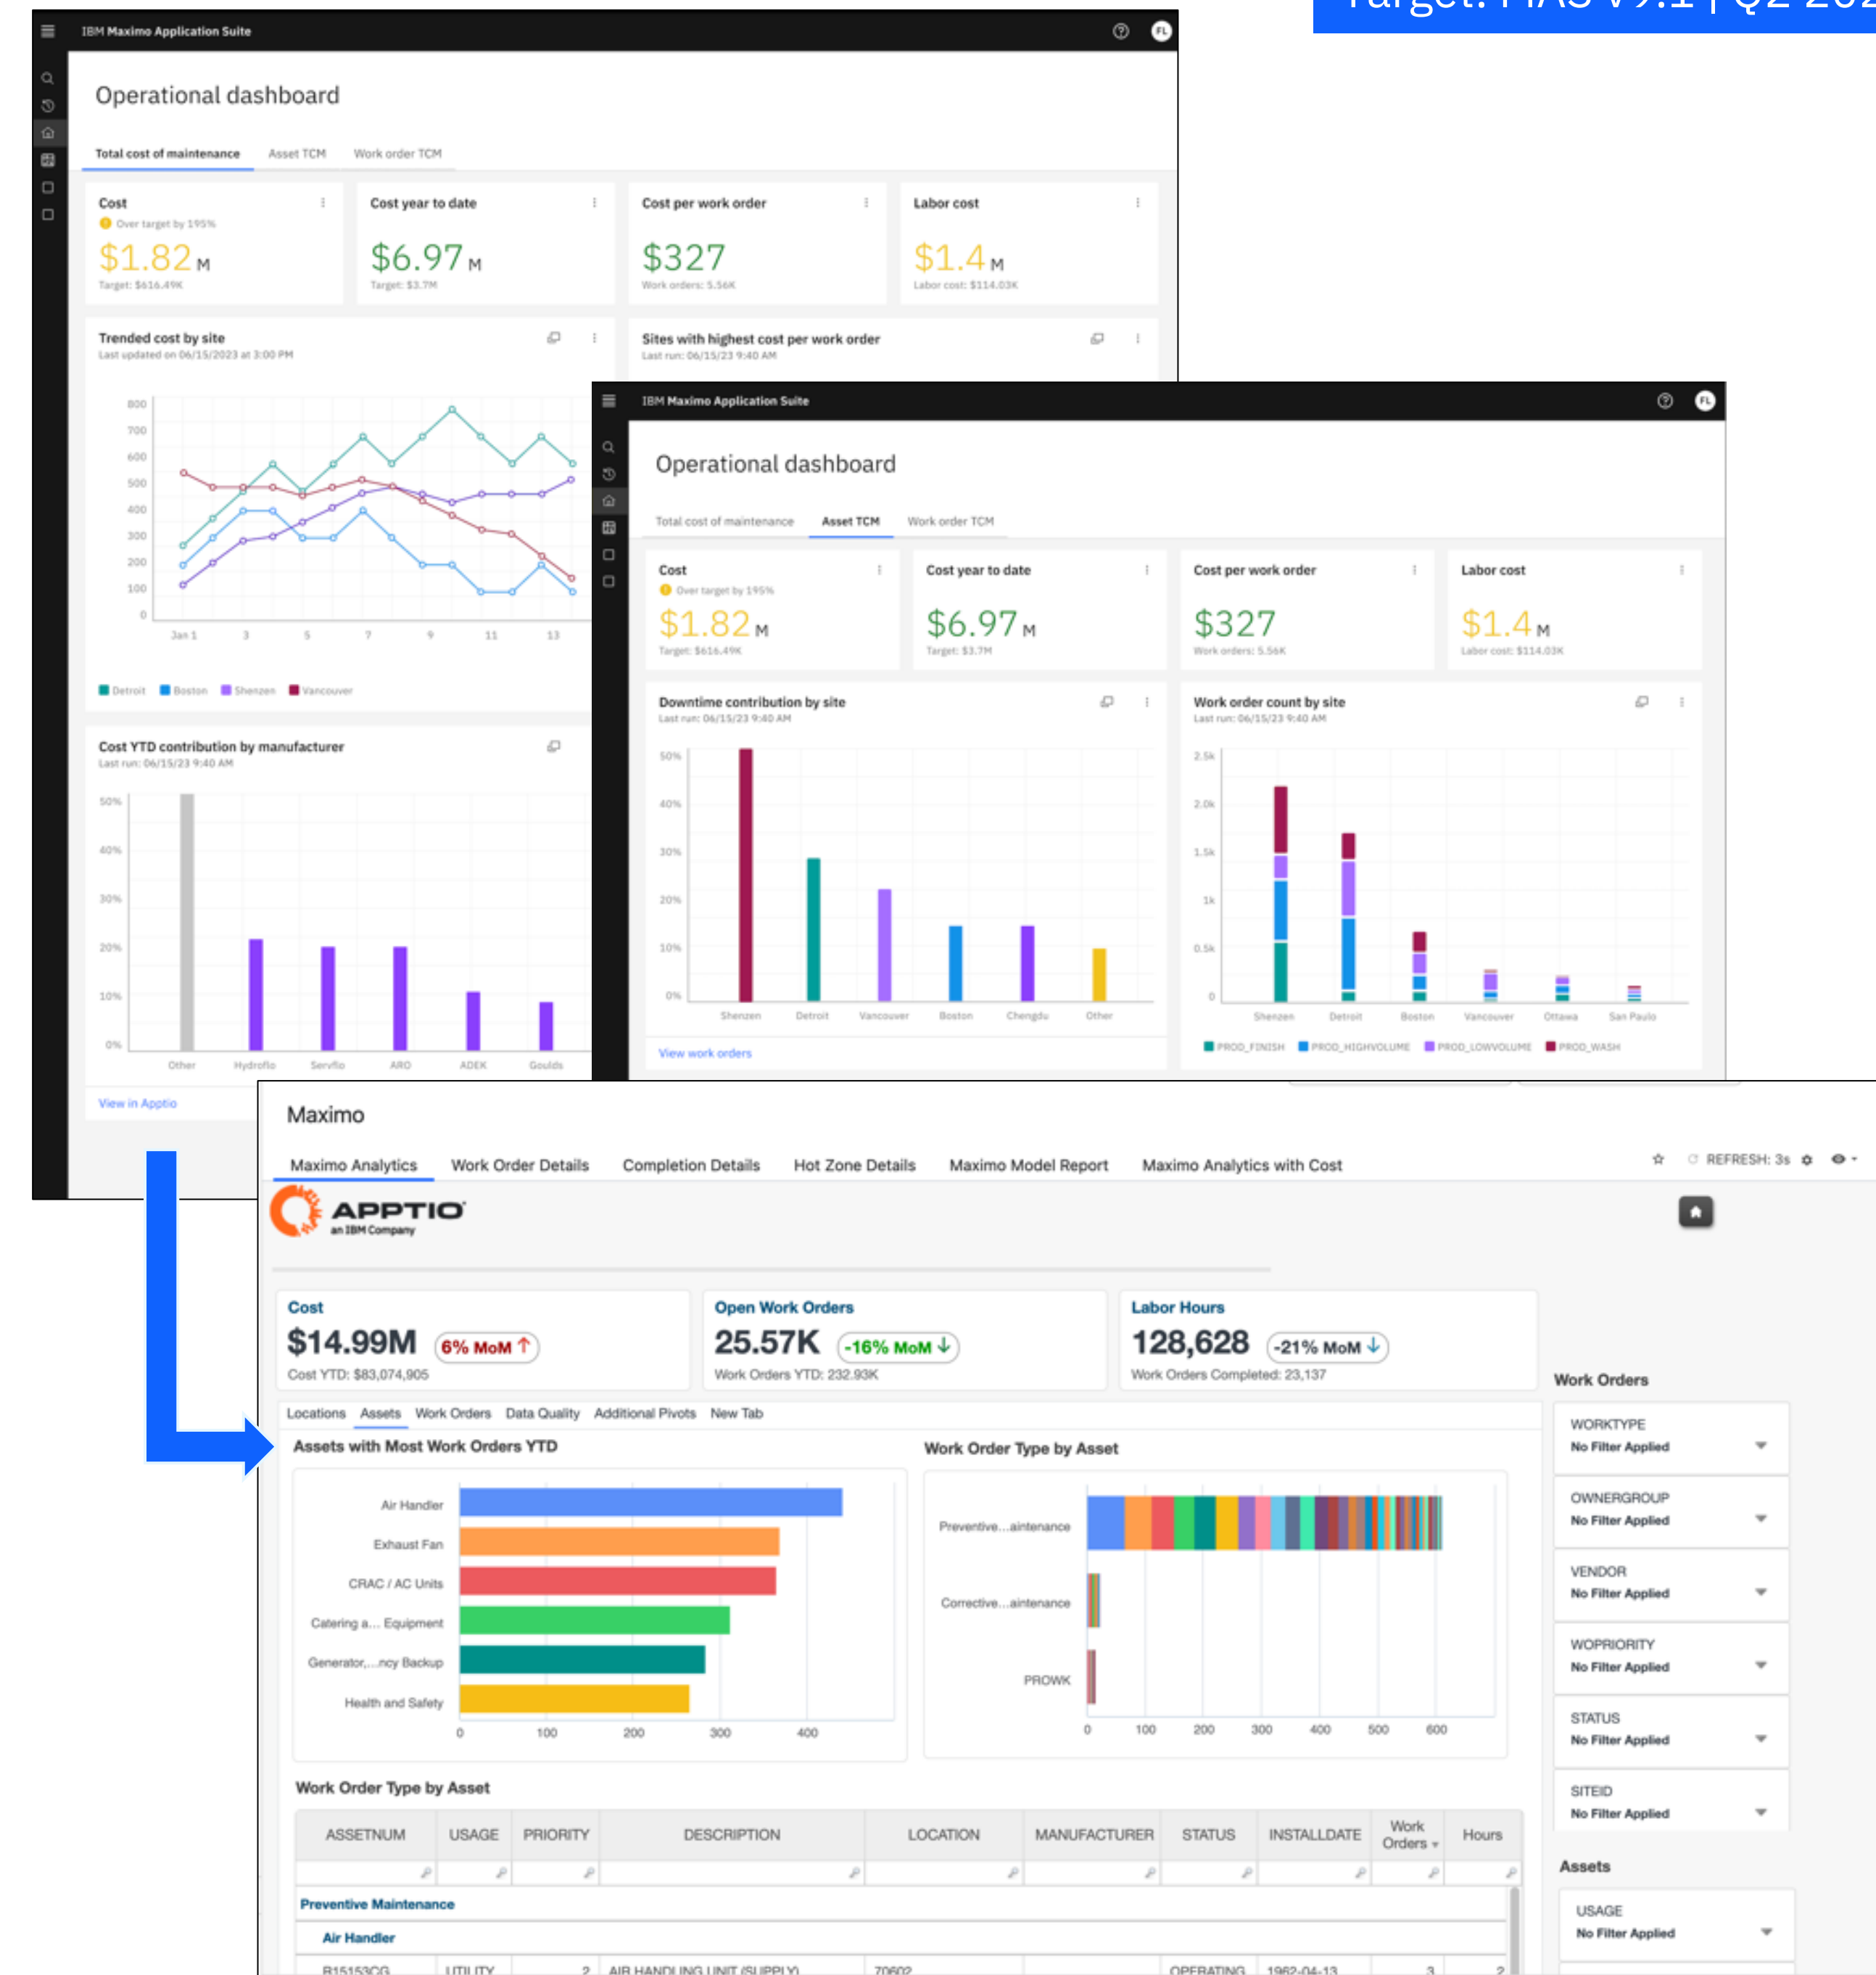 Target: MAS v9.1 | Q2 202
IBM Maximo Application Suite
FL
Operational dashboard
Total cost of maintenance Asset TCM Work order TCM
Cost Cost year to date Cost per work order Labor cost
Over target by 195%
$1.82 M $6.97 M $327 $1.4 M
Target: $616.49K Target: $3.7M Work orders: 5.56K Labor cost: $114.03K
Trended cost by site
Last updated on 06/15/2023 at 3:00 PM
Sites with highest cost per work order
Last run: 06/15/23 9:40 AM
800
700
600
500
400
300
200
100
0
Jan 1 3 5 7 9 11 13
Detroit Boston Shenzen Vancouver
Cost YTD contribution by manufacturer
Last run: 06/15/23 9:40 AM
50%
40%
30%
20%
10%
0%
Other Hydroflo Servflo ARO ADEK Goulds
View in Apptio
IBM Maximo Application Suite
FL
Operational dashboard
Total cost of maintenance Asset TCM Work order TCM
Cost Cost year to date Cost per work order Labor cost
Over target by 195%
$1.82 M $6.97 M $327 $1.4 M
Target: $616.49K Target: $3.7M Work orders: 5.56K Labor cost: $114.03K
Downtime contribution by site
Last run: 06/15/23 9:40 AM
50%
40%
30%
20%
10%
0%
Shenzen Detroit Vancouver Boston Chengdu Other
View work orders
Work order count by site
Last run: 06/15/23 9:40 AM
2.5k
2.0k
1.5k
1k
0.5k
0
Shenzen Detroit Boston Vancouver Ottawa San Paulo
PROD_FINISH PROD_HIGHVOLUME PROD_LOWVOLUME PROD_WASH
Maximo
Maximo Analytics Work Order Details Completion Details Hot Zone Details Maximo Model Report Maximo Analytics with Cost
REFRESH: 3s
APPTIO
an IBM Company
Cost Open Work Orders Labor Hours
$14.99M 6% MoM ↑ 25.57K -16% MoM ↓ 128,628 -21% MoM ↓
Cost YTD: $83,074,905 Work Orders YTD: 232.93K Work Orders Completed: 23,137
Locations Assets Work Orders Data Quality Additional Pivots New Tab
Assets with Most Work Orders YTD
Air Handler
Exhaust Fan
CRAC / AC Units
Catering a... Equipment
Generator,...ncy Backup
Health and Safety
0 100 200 300 400
Work Order Type by Asset
Preventive...aintenance
Corrective...aintenance
PROWK
0 100 200 300 400 500 600
Work Orders
WORKTYPE
No Filter Applied
OWNERGROUP
No Filter Applied
VENDOR
No Filter Applied
WOPRIORITY
No Filter Applied
STATUS
No Filter Applied
SITEID
No Filter Applied
Assets
USAGE
No Filter Applied
Work Order Type by Asset
ASSETNUM USAGE PRIORITY DESCRIPTION LOCATION MANUFACTURER STATUS INSTALLDATE Work Orders Hours
Preventive Maintenance
Air Handler
B15153CG UTILITY 2 AIR HANDLING UNIT (SUPPLY) 70602 OPERATING 1962-04-13 3 2